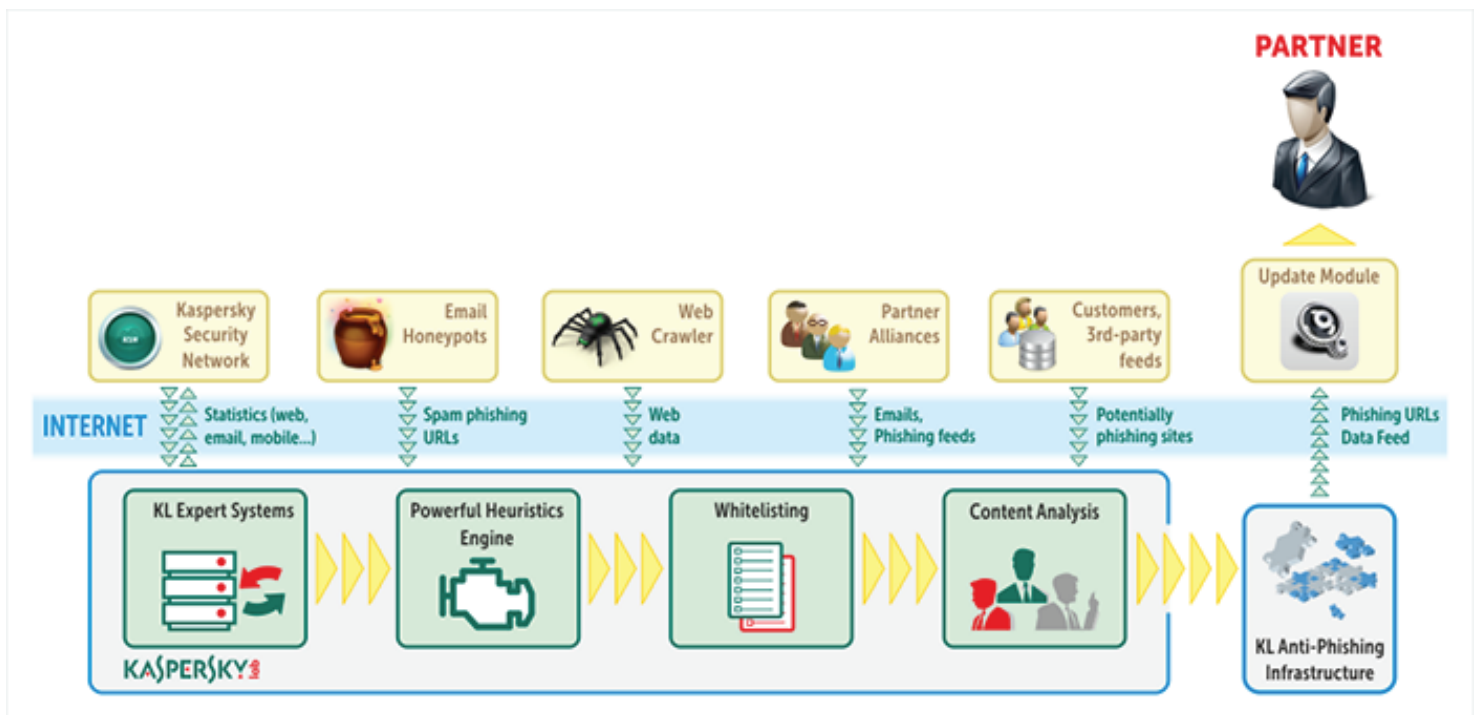 PARTNER
Update Module
Kaspersky
Security
Network
Email
Honeypots
Web
Crawler
Partner
Alliances
Customers,
3rd-party
feeds
INTERNET
Statistics (web,
email, mobile...)
Spam phishing
URLs
Web
data
Emails,
Phishing feeds
Potentially
phishing sites
Phishing URLs
Data Feed
KL Expert Systems
Powerful Heuristics
Engine
Whitelisting
Content Analysis
KL Anti-Phishing
Infrastructure
KASPERSKY lab